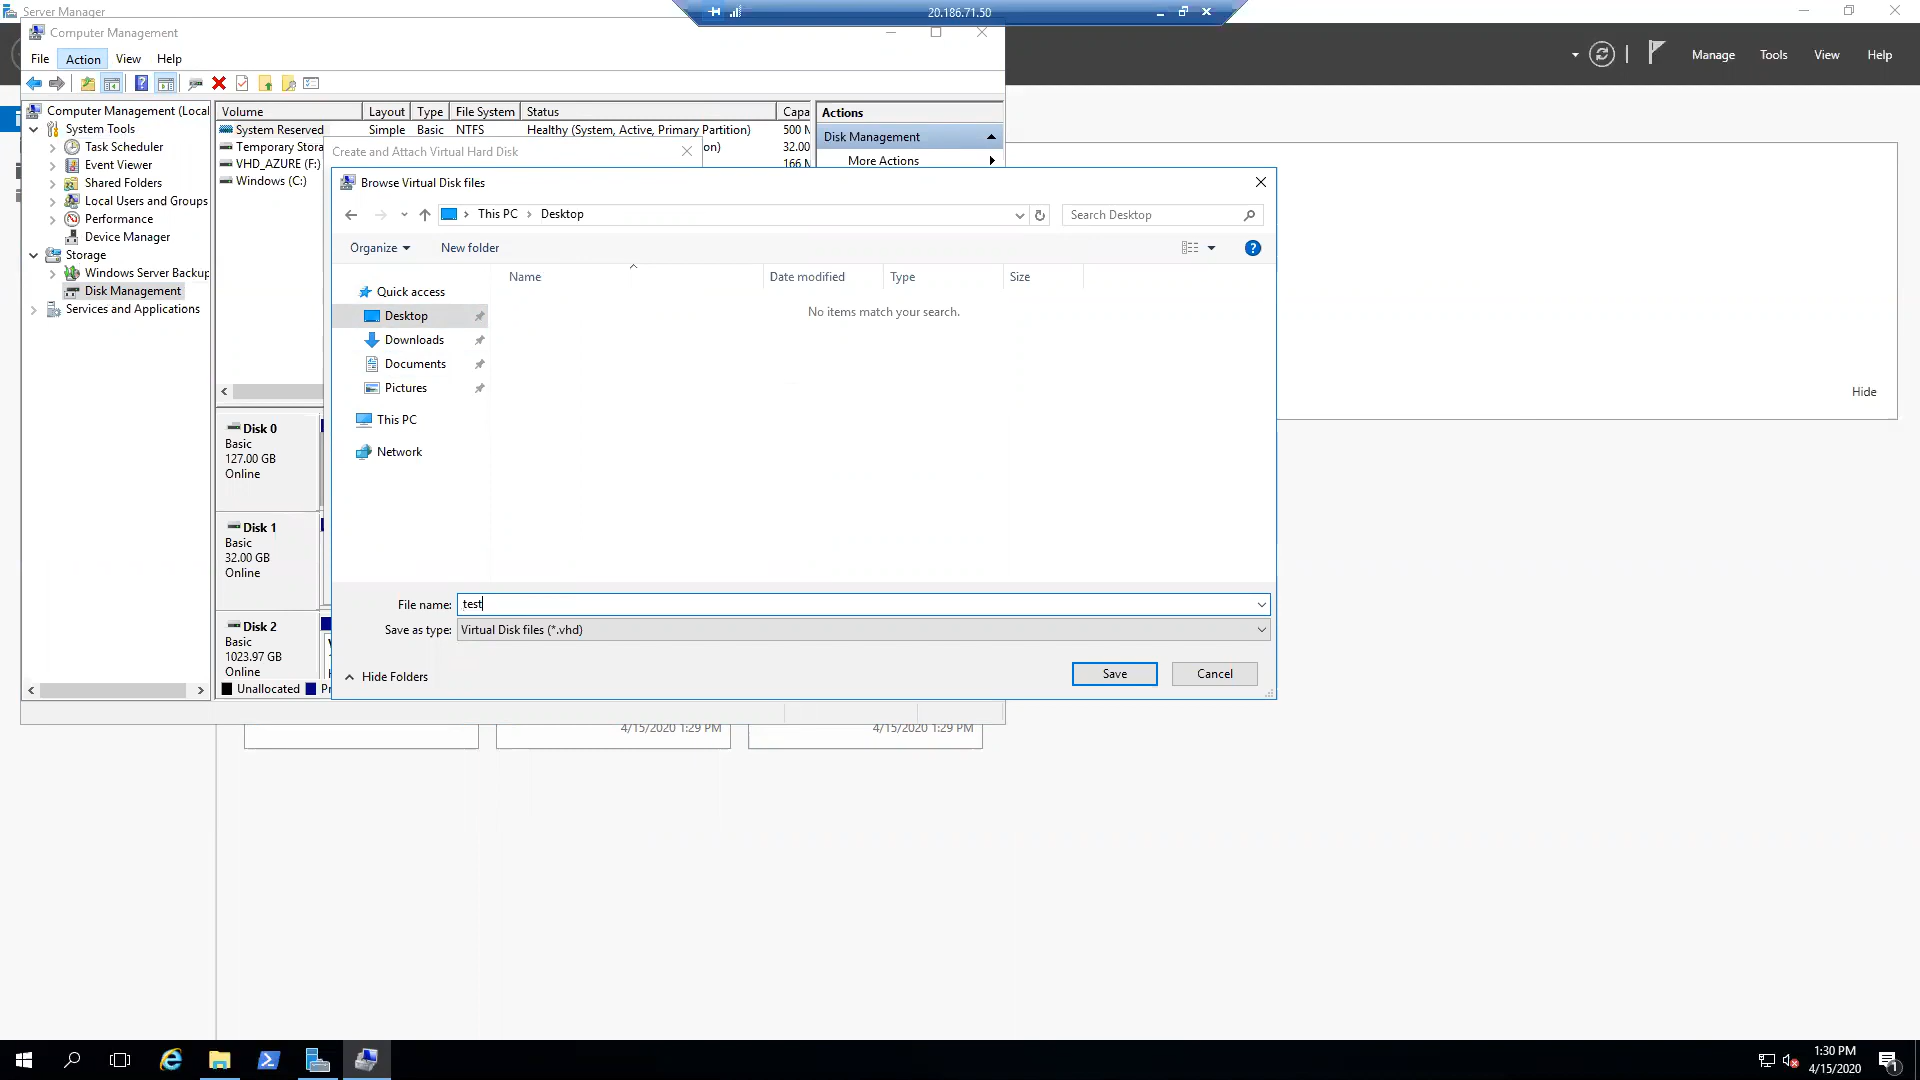 Server Manager
20.186.71.50
Computer Management
File Action View Help
Manage Tools View Help
Computer Management (Local
System Tools
Task Scheduler
Event Viewer
Shared Folders
Local Users and Groups
Performance
Device Manager
Storage
Windows Server Backup
Disk Management
Services and Applications
Volume Layout Type File System Status Capa
System Reserved Simple Basic NTFS Healthy (System, Active, Primary Partition) 500 M
Temporary Stora on) 32.00
VHD_AZURE (F:) 166 M
Windows (C:)
Actions
Disk Management
More Actions
Create and Attach Virtual Hard Disk
Browse Virtual Disk files
This PC > Desktop
Search Desktop
Organize New folder
Name Date modified Type Size
No items match your search.
Quick access
Desktop
Downloads
Documents
Pictures
This PC
Network
File name: test
Save as type: Virtual Disk files (*.vhd)
Hide Folders
Save Cancel
Hide
Disk 0
Basic
127.00 GB
Online
Disk 1
Basic
32.00 GB
Online
Disk 2
Basic
1023.97 GB
Online
Unallocated
4/15/2020 1:29 PM
4/15/2020 1:29 PM
1:30 PM
4/15/2020
1